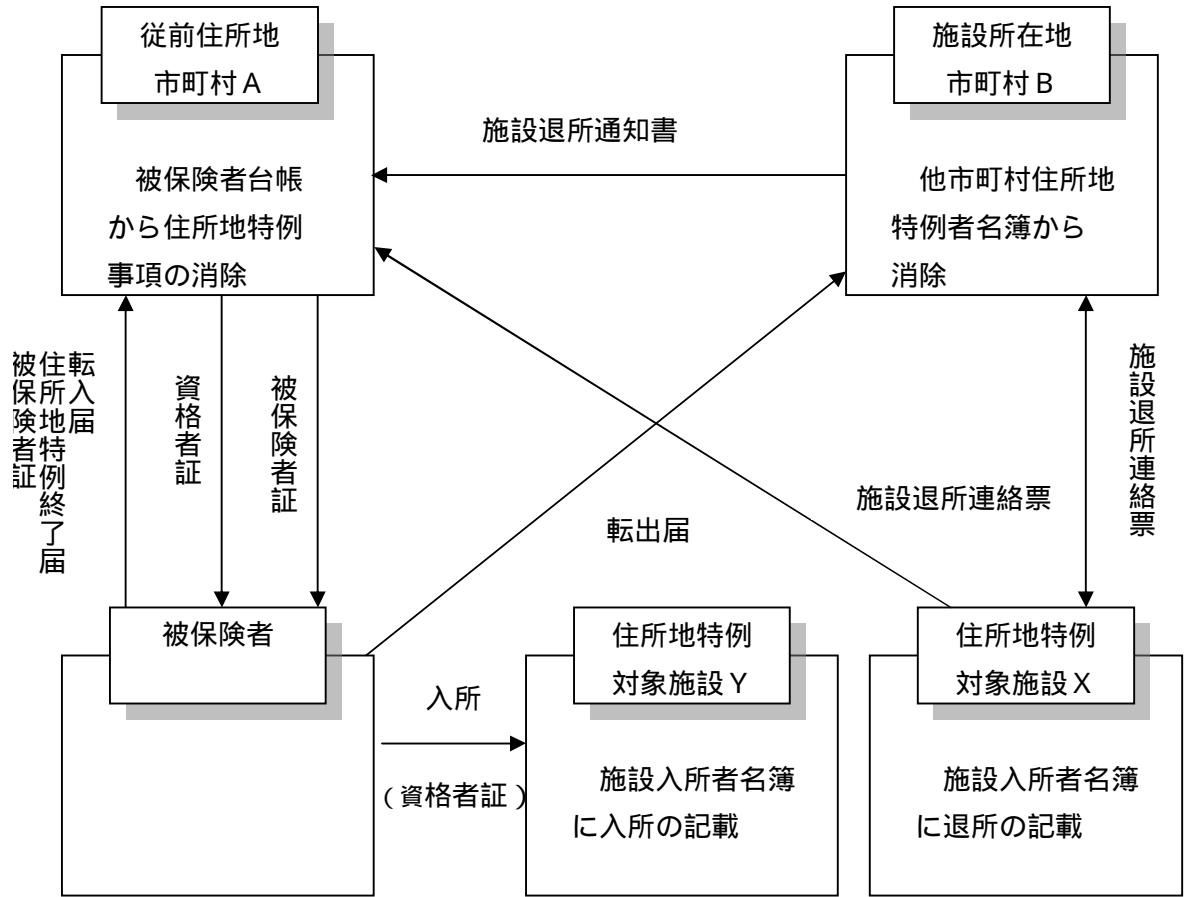 従前住所地
市町村A
施設所在地
市町村B
施設退所通知書
被保険者台帳
から住所地特例
事項の消除
他市町村住所地
特例者名簿から
消除
転入届
住所地特例終了届
被保険者証
資格者証
被保険者証
施設退所連絡票
施設退所連絡票
転出届
被保険者
住所地特例
対象施設Y
住所地特例
対象施設X
入所
(資格者証)
施設入所者名簿
に入所の記載
施設入所者名簿
に退所の記載